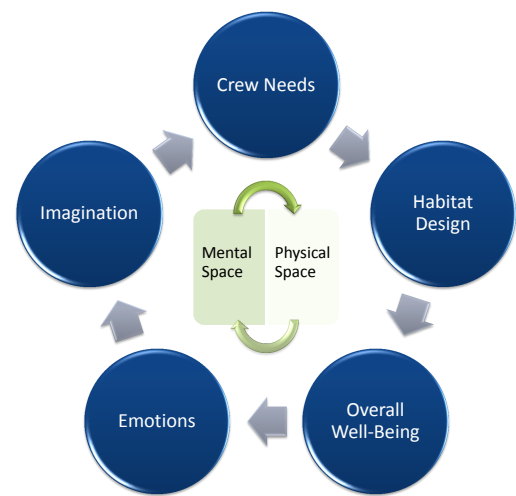 Crew Needs
Habitat
Design
Overall
Well-Being
Emotions
Imagination
Mental
Space
Physical
Space